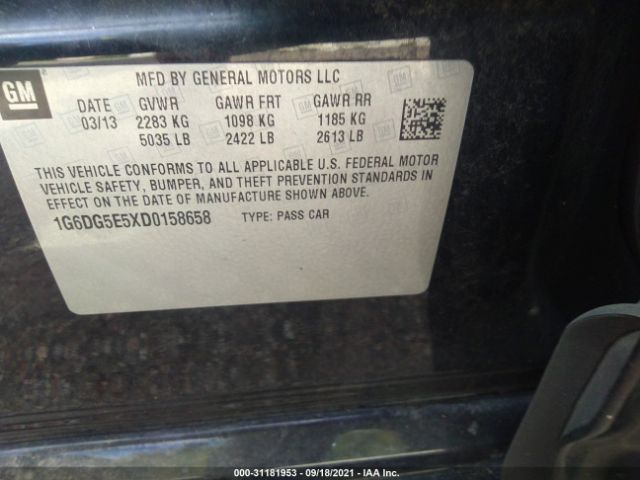 GM
MFD BY GENERAL MOTORS LLC
DATE GVWR GAWR FRT GAWR RR
03/13 2283 KG 1098 KG 1185 KG
5035 LB 2422 LB 2613 LB
THIS VEHICLE CONFORMS TO ALL APPLICABLE U.S. FEDERAL MOTOR
VEHICLE SAFETY, BUMPER, AND THEFT PREVENTION STANDARDS
IN EFFECT ON THE DATE OF MANUFACTURE SHOWN ABOVE.
1G6DG5E5XD0158658 TYPE: PASS CAR
000-31181953 - 09/18/2021 - IAA Inc.